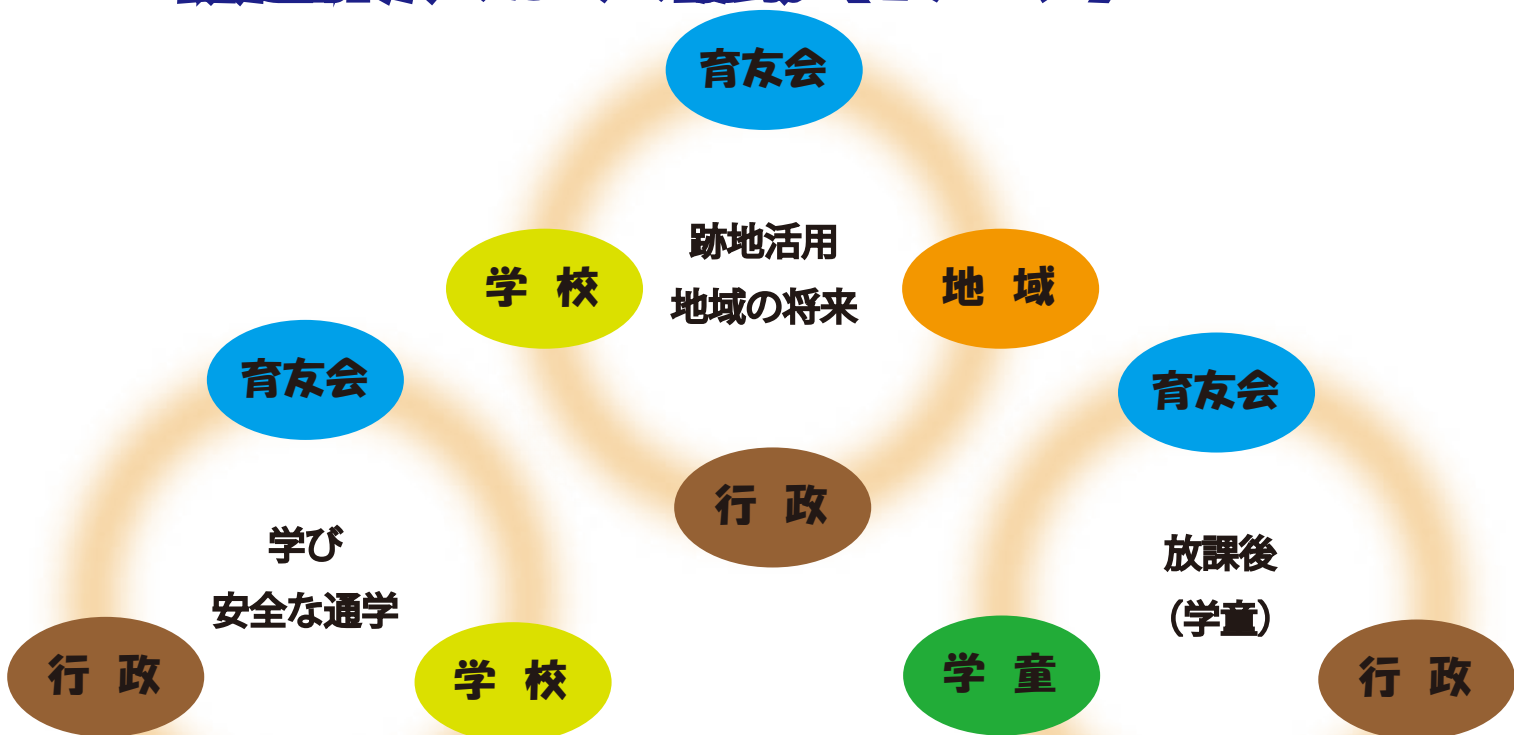 育友会
学 校
跡地活用
地域の将来
地 域
行 政
育友会
学び
安全な通学
行 政
学 校
育友会
放課後
（学童）
学 童
行 政